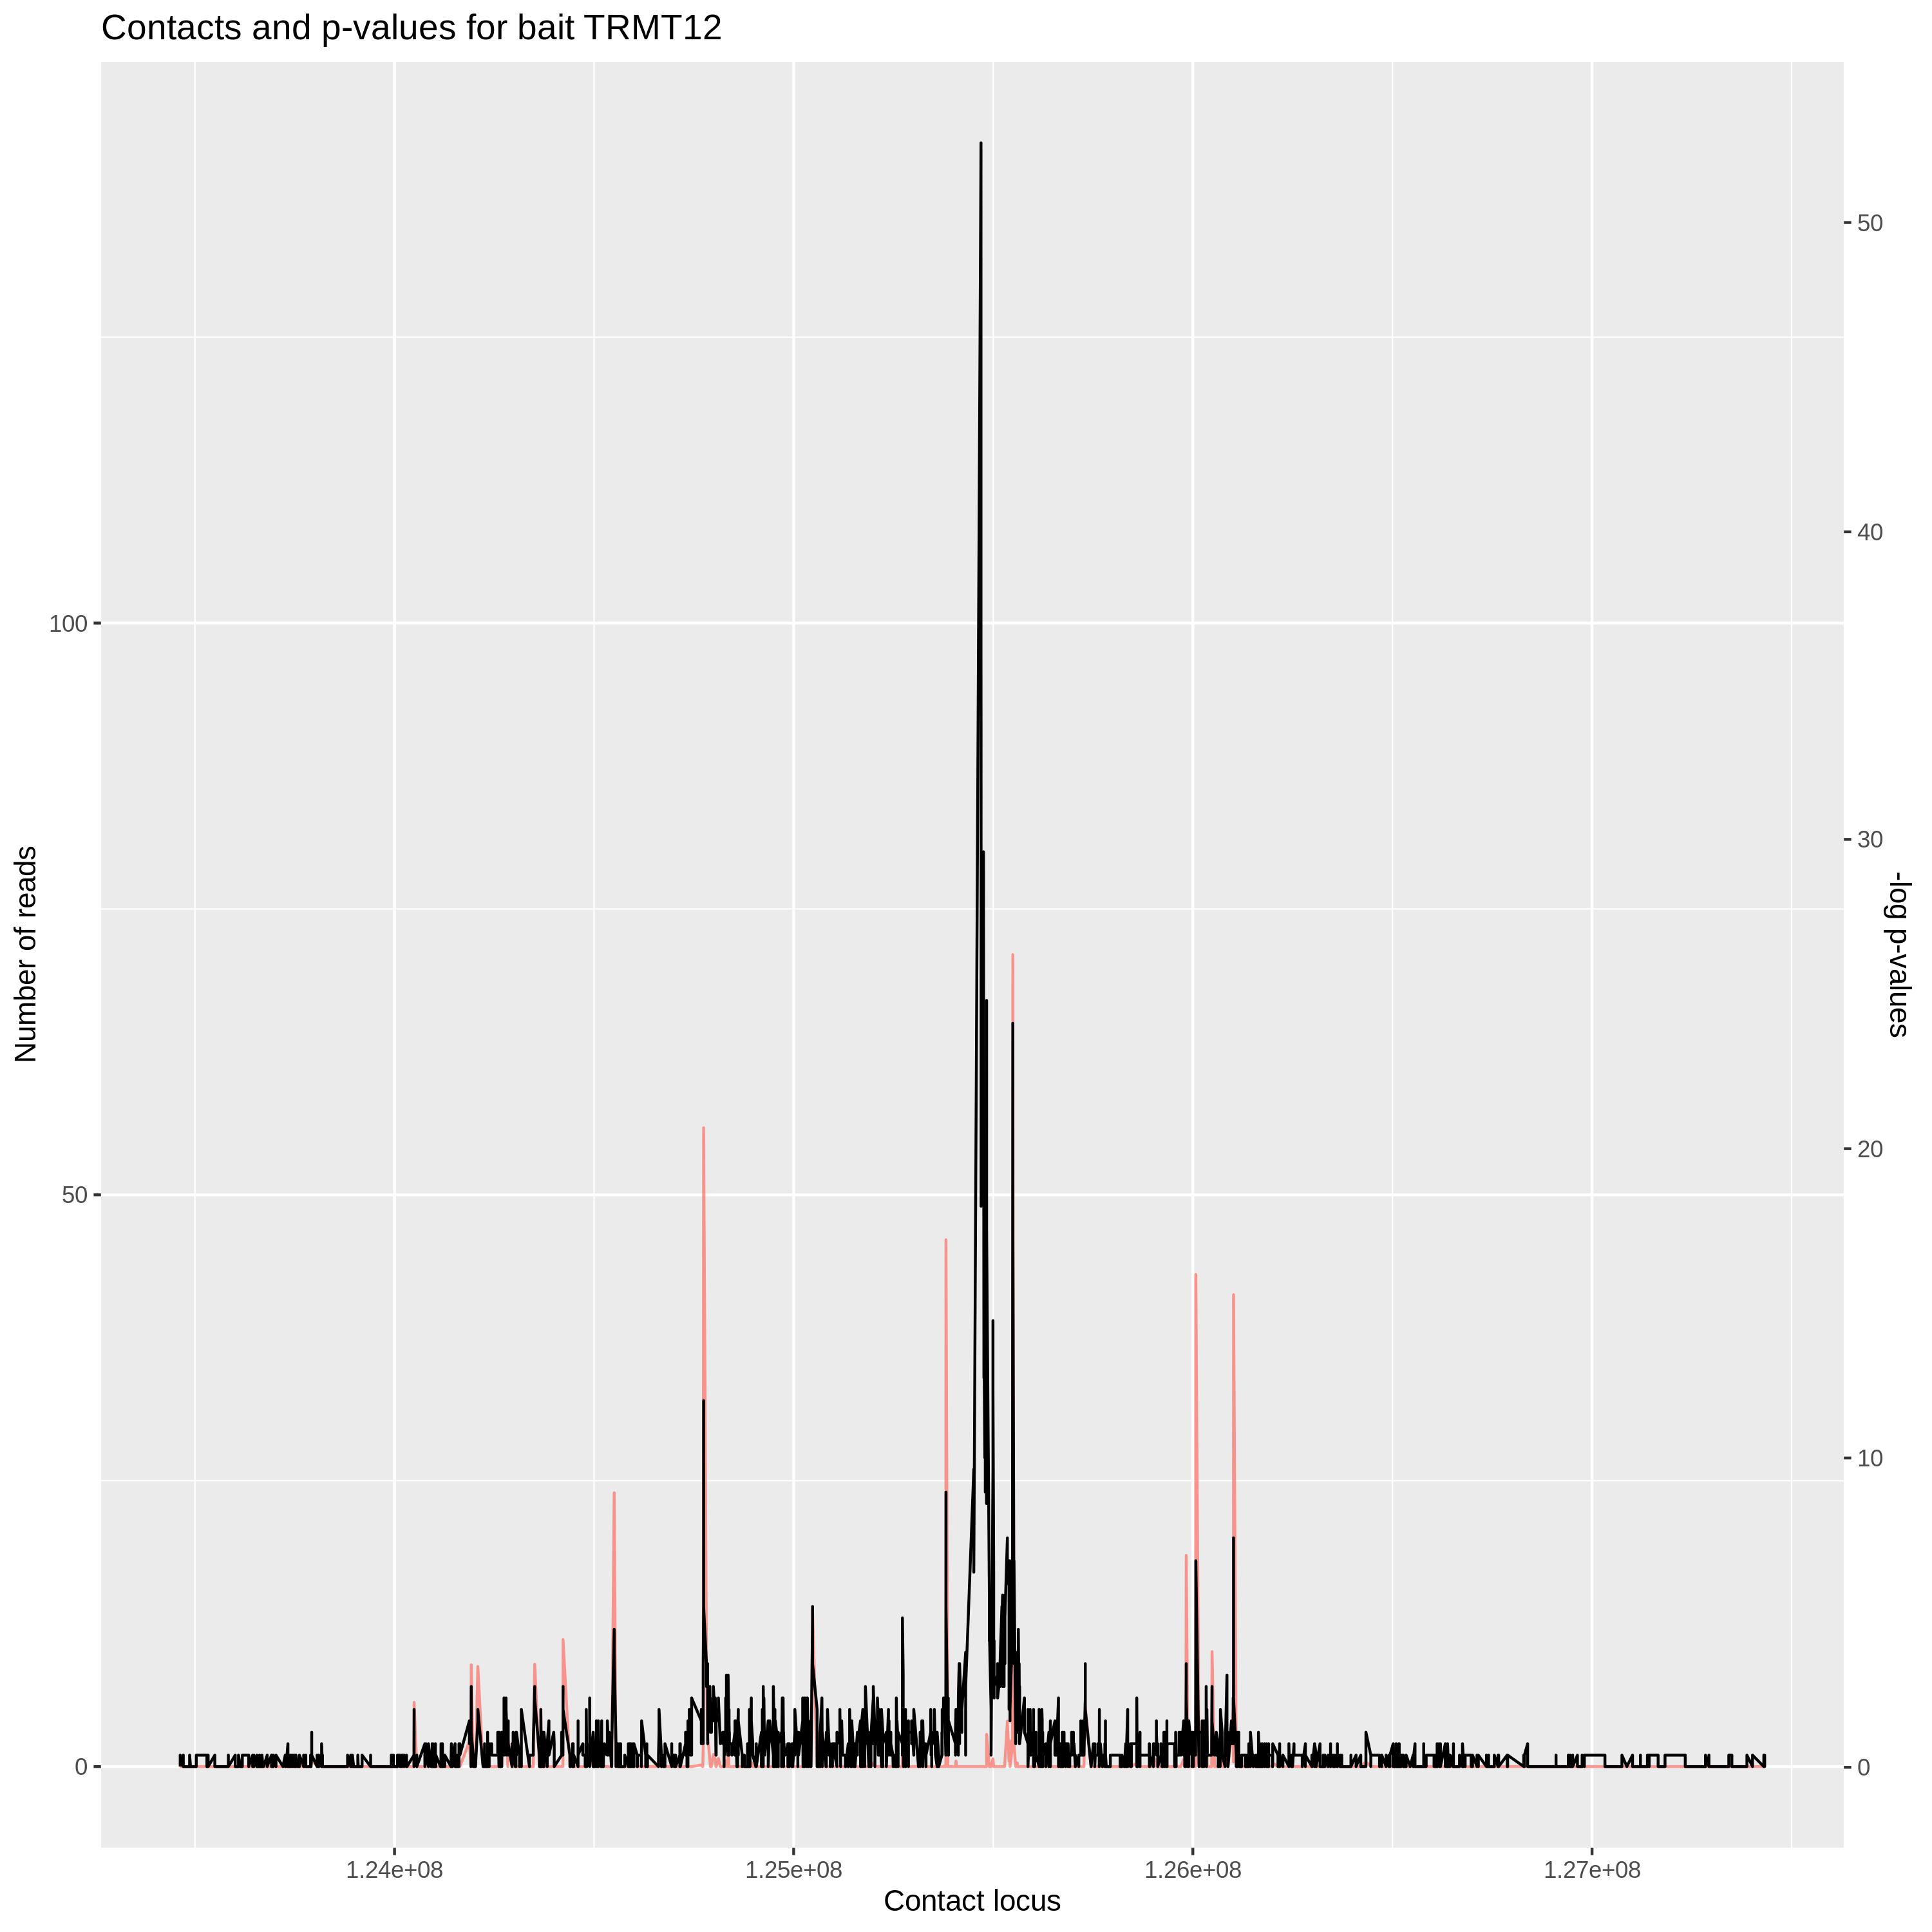 Contacts and p-values for bait TRMT12
Number of reads
100
50
0
50
40
30
20
10
0
-log p-values
1.24e+08
1.25e+08
1.26e+08
1.27e+08
Contact locus